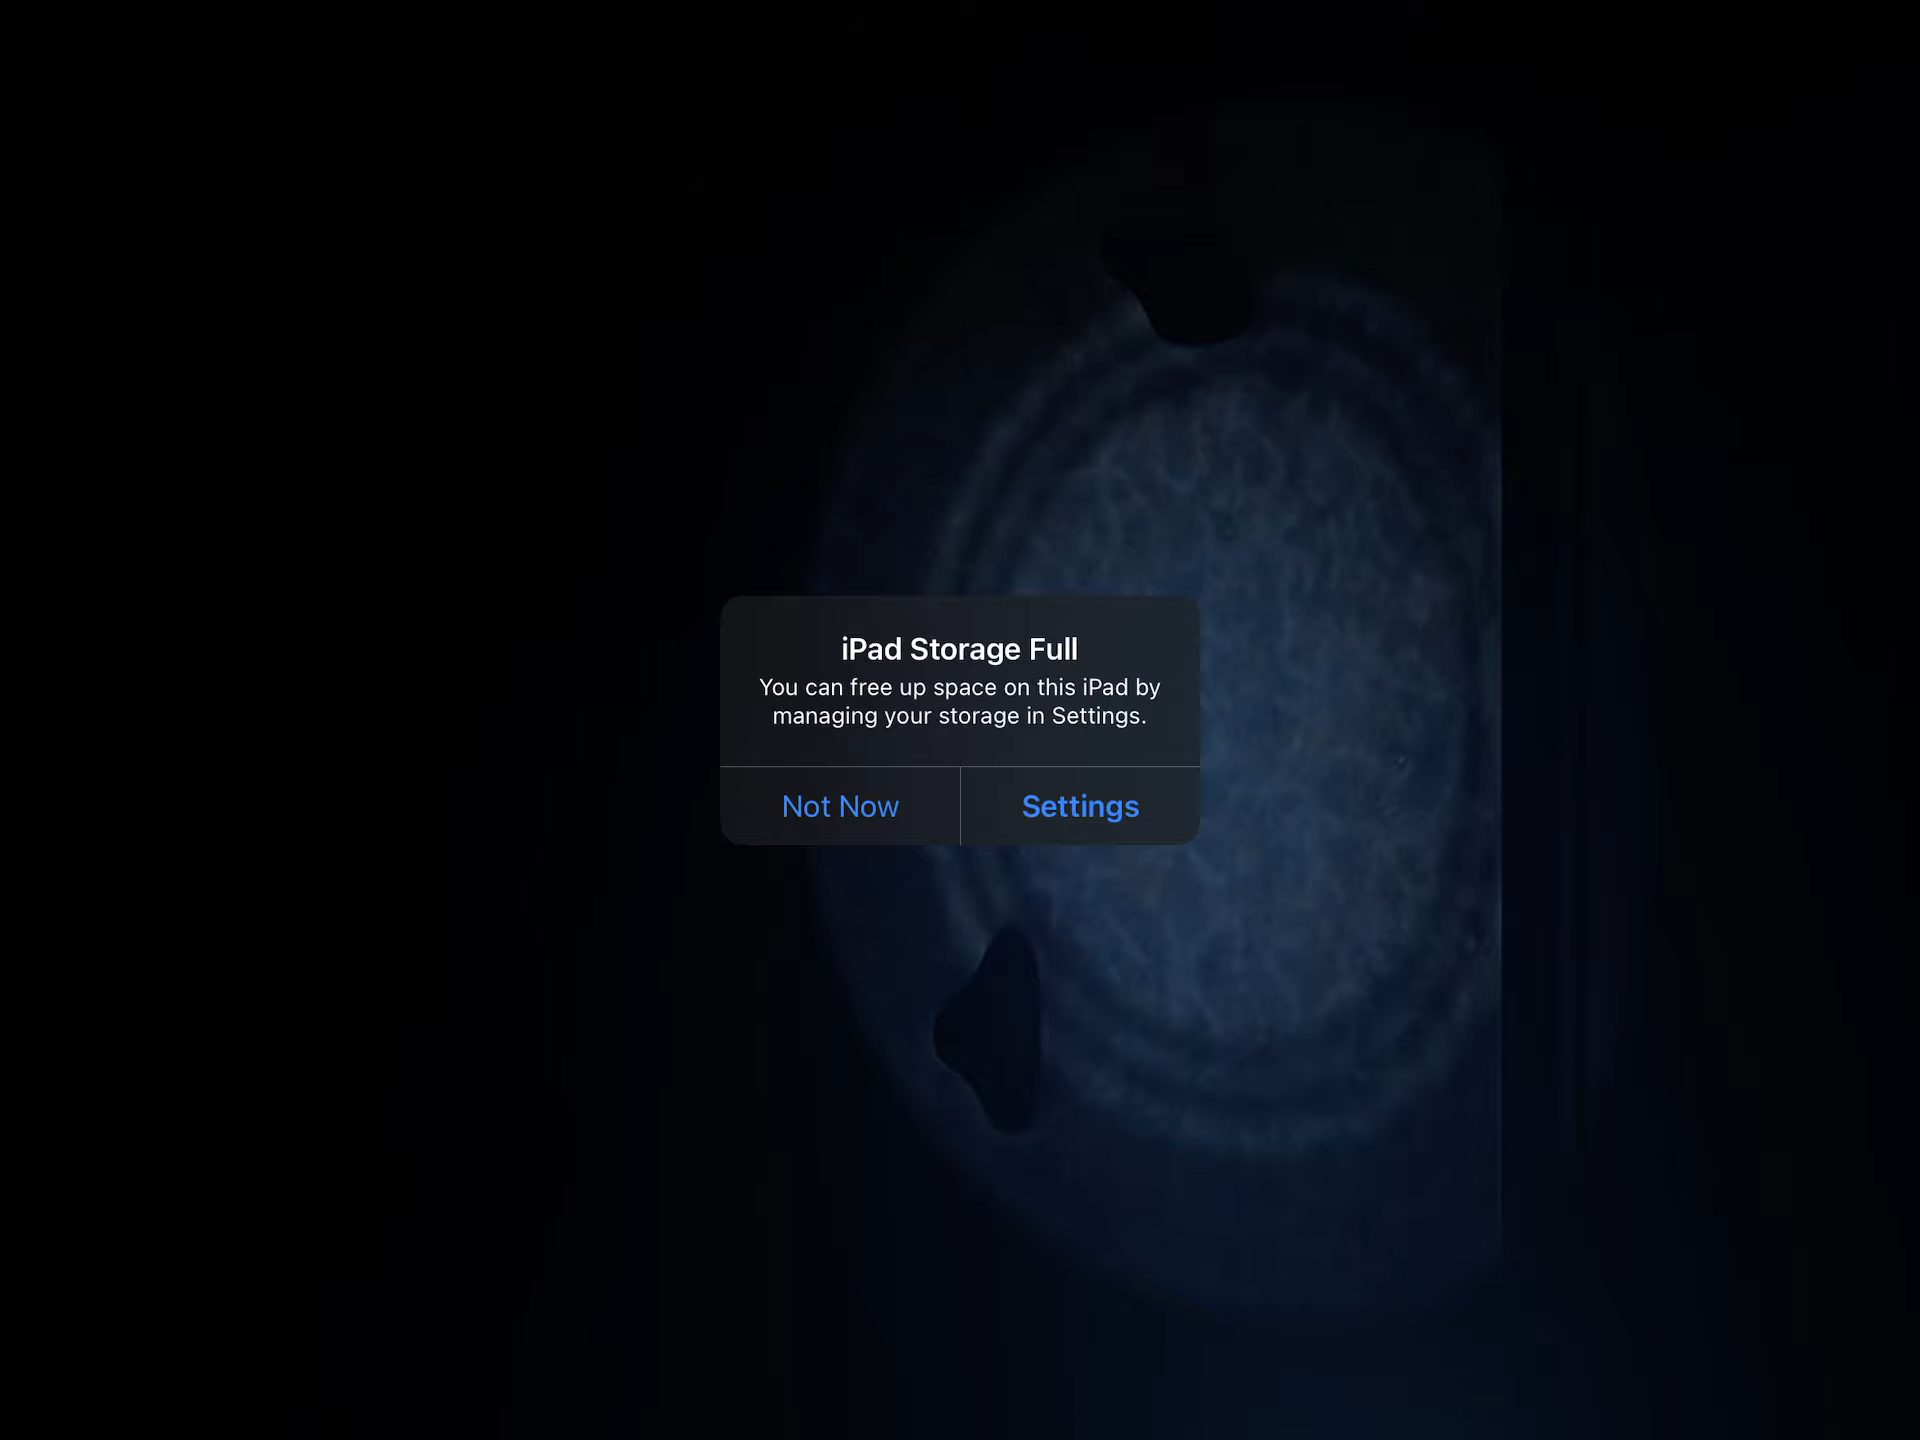 iPad Storage Full
You can free up space on this iPad by
managing your storage in Settings.
Not Now
Settings